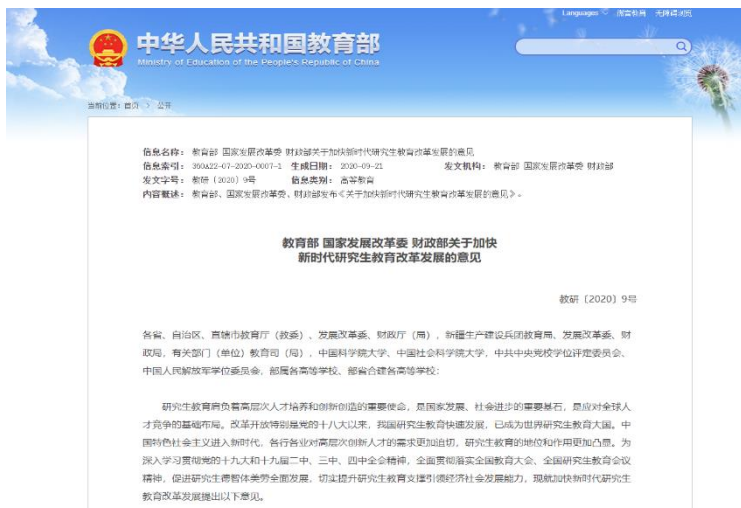 Languages
微言教育 无障碍浏览
中华人民共和国教育部
Ministry of Education of the People's Republic of China
当前位置：首页 > 公开
信息名称： 教育部 国家发展改革委 财政部关于加快新时代研究生教育改革发展的意见
信息索引： 360A22-07-2020-0007-1 生成日期： 2020-09-21 发文机构： 教育部 国家发展改革委 财政部
发文字号： 教研〔2020〕9号 信息类别： 高等教育
内容概述： 教育部、国家发展改革委、财政部发布《关于加快新时代研究生教育改革发展的意见》。
教育部 国家发展改革委 财政部关于加快
新时代研究生教育改革发展的意见
教研〔2020〕9号
各省、自治区、直辖市教育厅（教委）、发展改革委、财政厅（局），新疆生产建设兵团教育局、发展改革委、财
政局，有关部门（单位）教育司（局），中国科学院大学、中国社会科学院大学，中共中央党校学位评定委员会、
中国人民解放军学位委员会，部属各高等学校、部省合建各高等学校：
研究生教育肩负着高层次人才培养和创新创造的重要使命，是国家发展、社会进步的重要基石，是应对全球人
才竞争的基础布局。改革开放特别是党的十八大以来，我国研究生教育快速发展，已成为世界研究生教育大国。中
国特色社会主义进入新时代，各行各业对高层次创新人才的需求更加迫切，研究生教育的地位和作用更加凸显。为
深入学习贯彻党的十九大和十九届二中、三中、四中全会精神，全面贯彻落实全国教育大会、全国研究生教育会议
精神，促进研究生德智体美劳全面发展，切实提升研究生教育支撑引领经济社会发展能力，现就加快新时代研究生
教育改革发展提出以下意见。